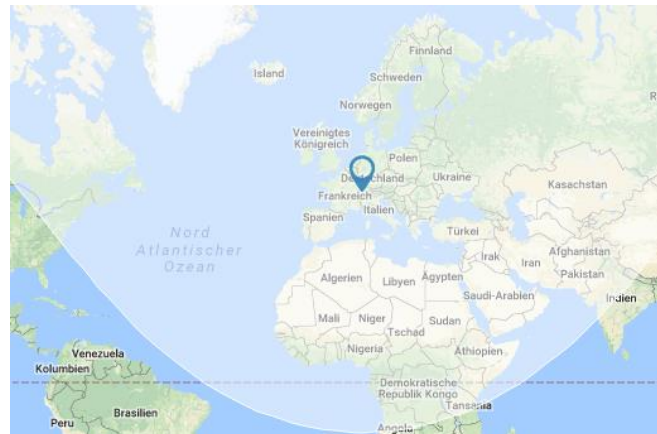 Finnland
Island
Schweden
Norwegen
Vereinigtes
Königreich
Polen
Deutschland
Ukraine
Kasachstan
Frankreich
Italien
Spanien
Nord
Atlantischer
Ozean
Türkei
Afghanistan
Irak
Iran
Pakistan
Algerien
Libyen
Ägypten
Saudi-Arabien
Indien
Mali
Niger
Sudan
Tschad
Nigeria
Äthiopien
Venezuela
Kolumbien
Demokratische
Republik Kongo
Tansania
Brasilien
Peru
Angola